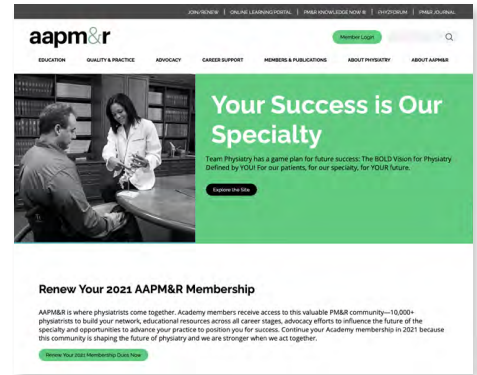 JOIN/RENEW | ONLINE LEARNING PORTAL | PM&R KNOWLEDGE NOW ® | PHYZFORUM | PM&R JOURNAL
aapm&r
Member Login
EDUCATION QUALITY & PRACTICE ADVOCACY CAREER SUPPORT MEMBERS & PUBLICATIONS ABOUT PHYSIATRY ABOUT AAPM&R
Your Success is Our
Specialty
Team Physiatry has a game plan for future success: The BOLD Vision for Physiatry
Defined by YOU! For our patients, for our specialty, for YOUR future.
Explore the Site
Renew Your 2021 AAPM&R Membership
AAPM&R is where physiatrists come together. Academy members receive access to this valuable PM&R community—10,000+
physiatrists to build your network, educational resources across all career stages, advocacy efforts to influence the future of the
specialty and opportunities to advance your practice to position you for success. Continue your Academy membership in 2021 because
this community is shaping the future of physiatry and we are stronger when we act together.
Renew Your 2021 Membership Dues Now